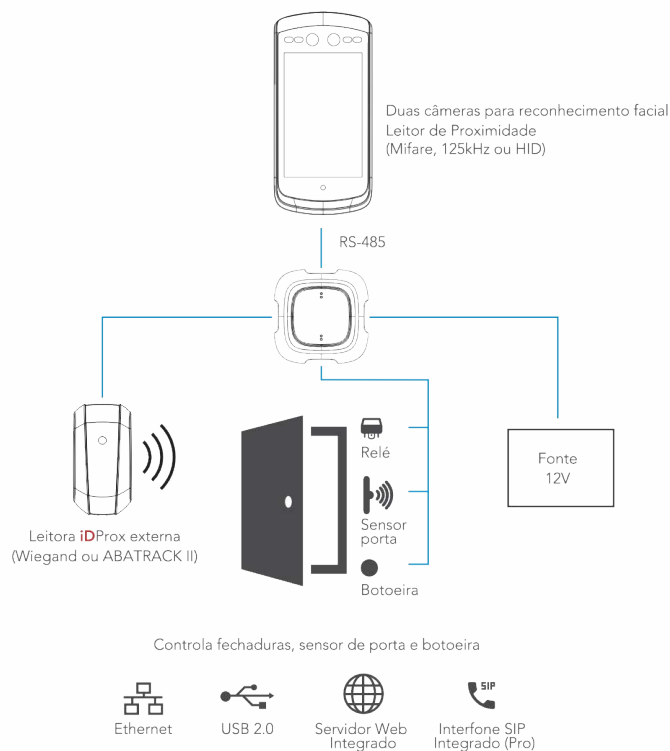 Duas câmeras para reconhecimento facial
Leitor de Proximidade
(Mifare, 125kHz ou HID)
RS-485
Relé
Sensor
porta
Botoeira
Fonte
12V
Leitora iDProx externa
(Wiegand ou ABATRACK II)
Controla fechaduras, sensor de porta e botoeira
Ethernet
USB 2.0
Servidor Web
Integrado
SIP
Interfone SIP
Integrado (Pro)